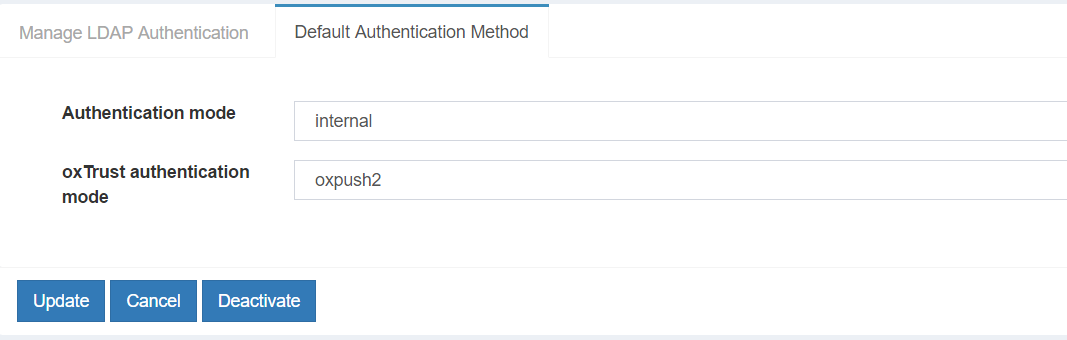 Manage LDAP Authentication
Default Authentication Method
Authentication mode
internal
oxTrust authentication
mode
oxpush2
Update
Cancel
Deactivate